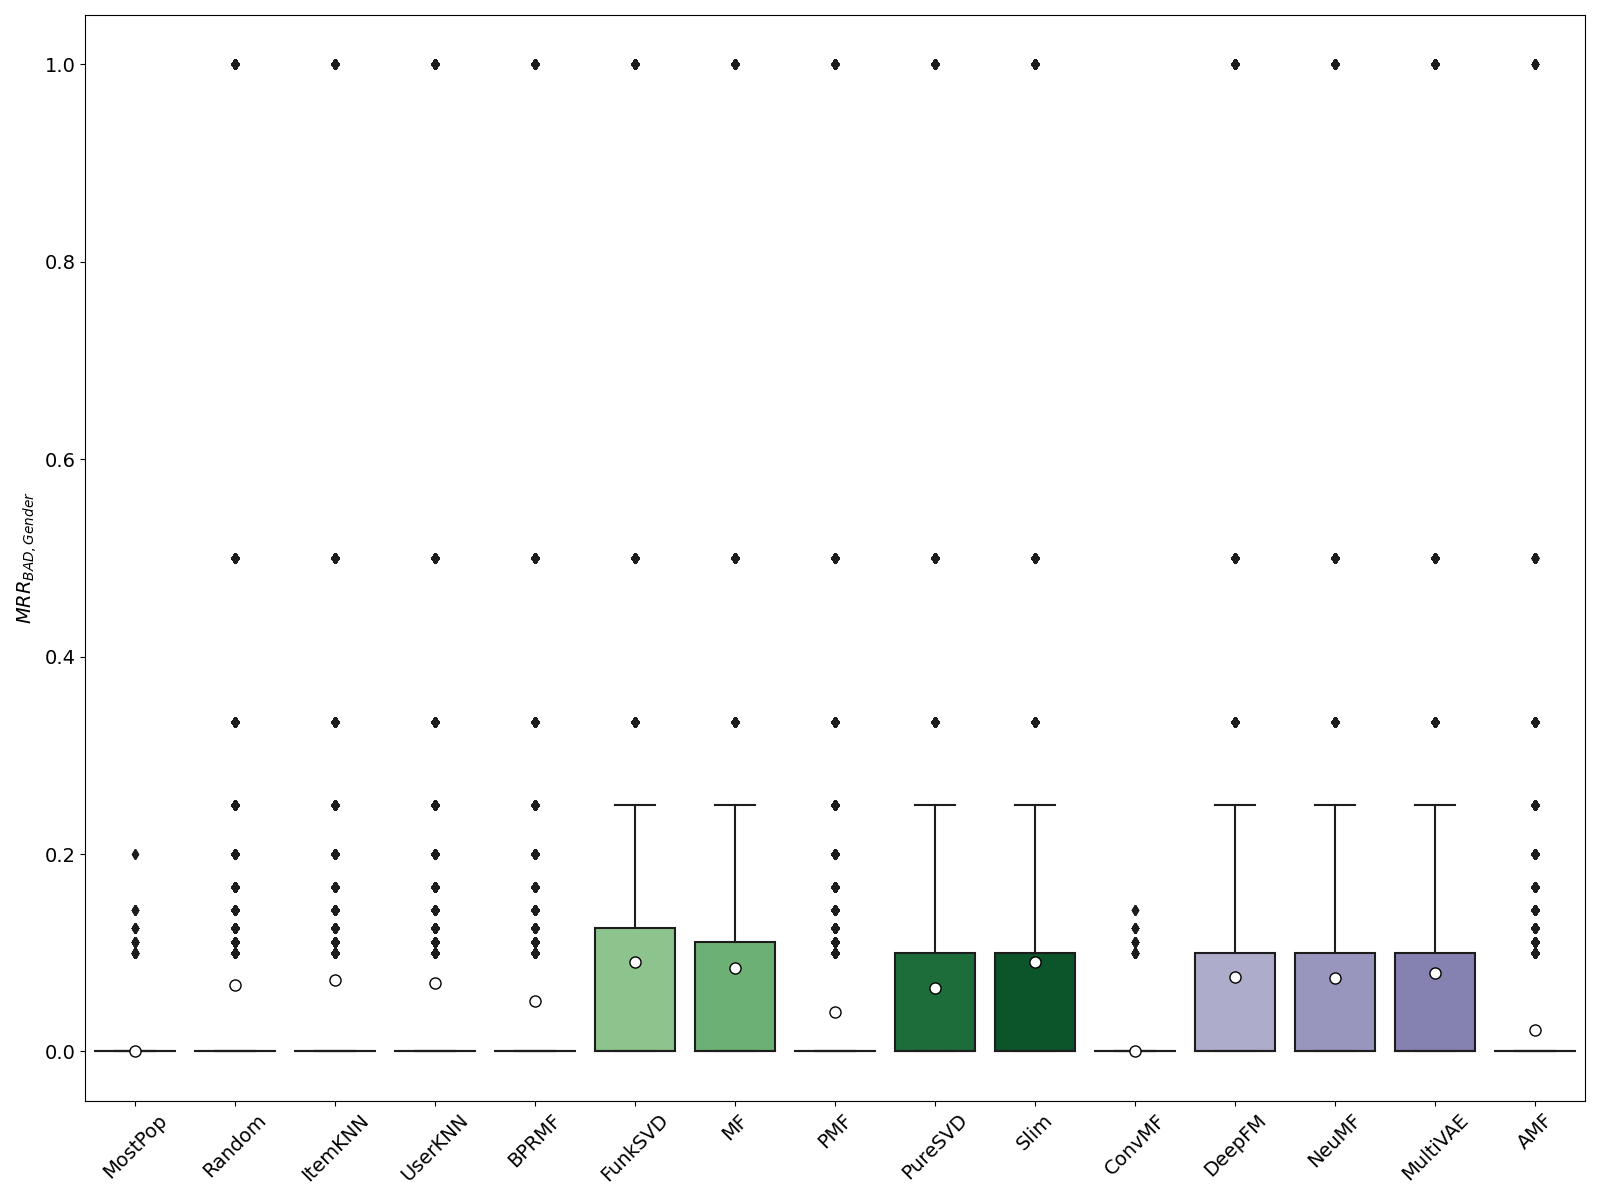 1.0
0.8
0.6
0.4
0.2
0.0
MRR_{BAD, Gender}
MostPop
Random
ItemKNN
UserKNN
BPRMF
FunkSVD
MF
PMF
PureSVD
Slim
ConvMF
DeepFM
NeuMF
MultiVAE
AMF